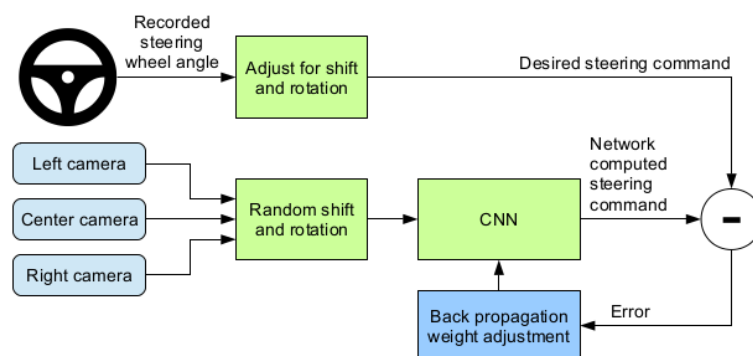 Recorded
steering
wheel angle
Adjust for shift
and rotation
Desired steering command
Left camera
Center camera
Right camera
Random shift
and rotation
CNN
Network
computed
steering
command
-
Back propagation
weight adjustment
Error